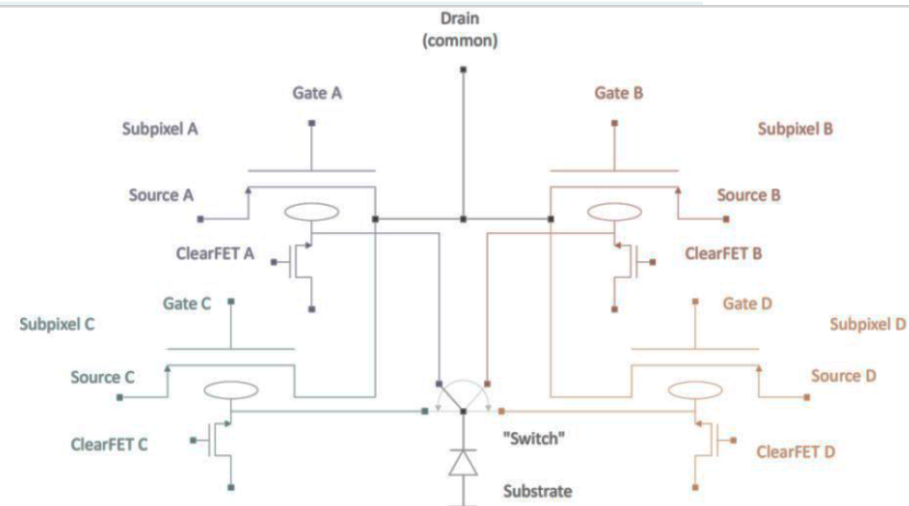 Drain
(common)
Gate A
Gate B
Subpixel A
Subpixel B
Source A
Source B
ClearFET A
ClearFET B
Gate C
Gate D
Subpixel C
Subpixel D
Source C
Source D
ClearFET C
"Switch"
ClearFET D
Substrate